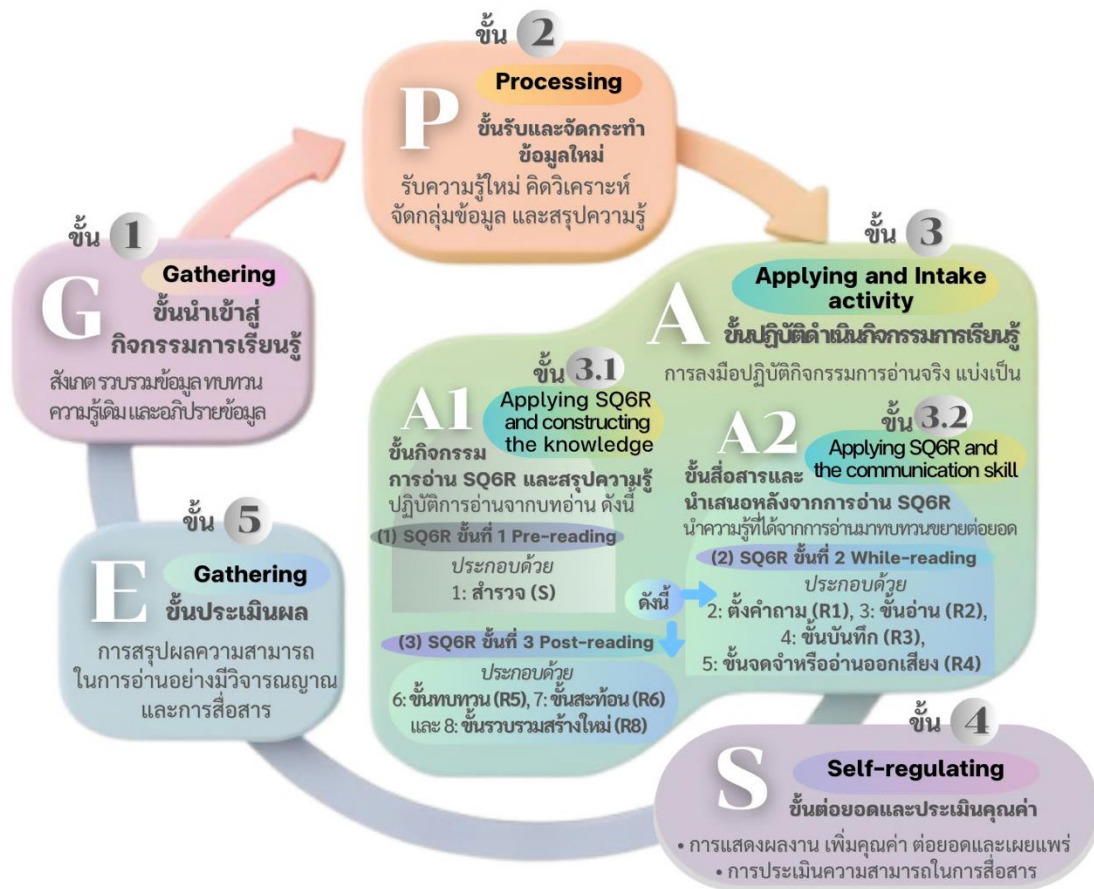 ขั้น 1
G
Gathering
ขั้นนำเข้าสู่
กิจกรรมการเรียนรู้
สังเกต รวบรวมข้อมูล ทบทวน
ความรู้เดิม และอภิปรายข้อมูล
ขั้น 2
P
Processing
ขั้นรับและจัดกระทำ
ข้อมูลใหม่
รับความรู้ใหม่ คิดวิเคราะห์
จัดกลุ่มข้อมูล และสรุปความรู้
ขั้น 3
A
Applying and Intake
activity
ขั้นปฏิบัติดำเนินกิจกรรมการเรียนรู้
การลงมือปฏิบัติกิจกรรมการอ่านจริง แบ่งเป็น
ขั้น 3.1
A1
Applying SQ6R
and constructing
the knowledge
ขั้นกิจกรรม
การอ่าน SQ6R และสรุปความรู้
ปฏิบัติการอ่านจากบทอ่าน ดังนี้
(1) SQ6R ขั้นที่ 1 Pre-reading
ประกอบด้วย
1: สำรวจ (S)
ดังนี้
ขั้น 3.2
A2
Applying SQ6R and
the communication skill
ขั้นสื่อสารและ
นำเสนอหลังจากการอ่าน SQ6R
นำความรู้ที่ได้จากการอ่านมาทบทวนขยายต่อยอด
(2) SQ6R ขั้นที่ 2 While-reading
ประกอบด้วย
2: ตั้งคำถาม (R1), 3: ขั้นอ่าน (R2),
4: ขั้นบันทึก (R3),
5: ขั้นจดจำหรืออ่านออกเสียง (R4)
(3) SQ6R ขั้นที่ 3 Post-reading
ประกอบด้วย
6: ขั้นทบทวน (R5), 7: ขั้นสะท้อน (R6)
และ 8: ขั้นรวบรวมสร้างใหม่ (R8)
ขั้น 4
S
Self-regulating
ขั้นต่อยอดและประเมินคุณค่า
• การแสดงผลงาน เพิ่มคุณค่า ต่อยอดและเผยแพร่
• การประเมินความสามารถในการสื่อสาร
ขั้น 5
E
Gathering
ขั้นประเมินผล
การสรุปผลความสามารถ
ในการอ่านอย่างมีวิจารณญาณ
และการสื่อสาร